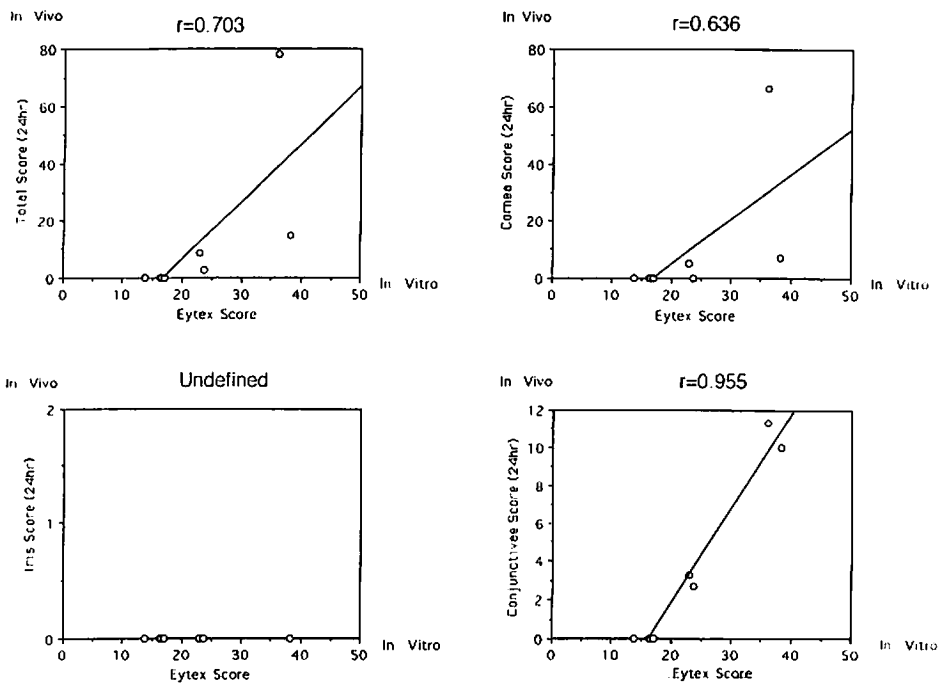 In Vivo
r=0.703
80
60
40
20
0
Total Score (24hr)
0 10 20 30 40 50
In Vitro
Eytex Score
In Vivo
r=0.636
80
60
40
20
0
Cornea Score (24hr)
0 10 20 30 40 50
In Vitro
Eytex Score
In Vivo
Undefined
2
1
0
Iris Score (24hr)
0 10 20 30 40 50
In Vitro
Eytex Score
In Vivo
r=0.955
12
10
8
6
4
2
0
Conjunctivee Score (24hr)
0 10 20 30 40 50
In Vitro
Eytex Score